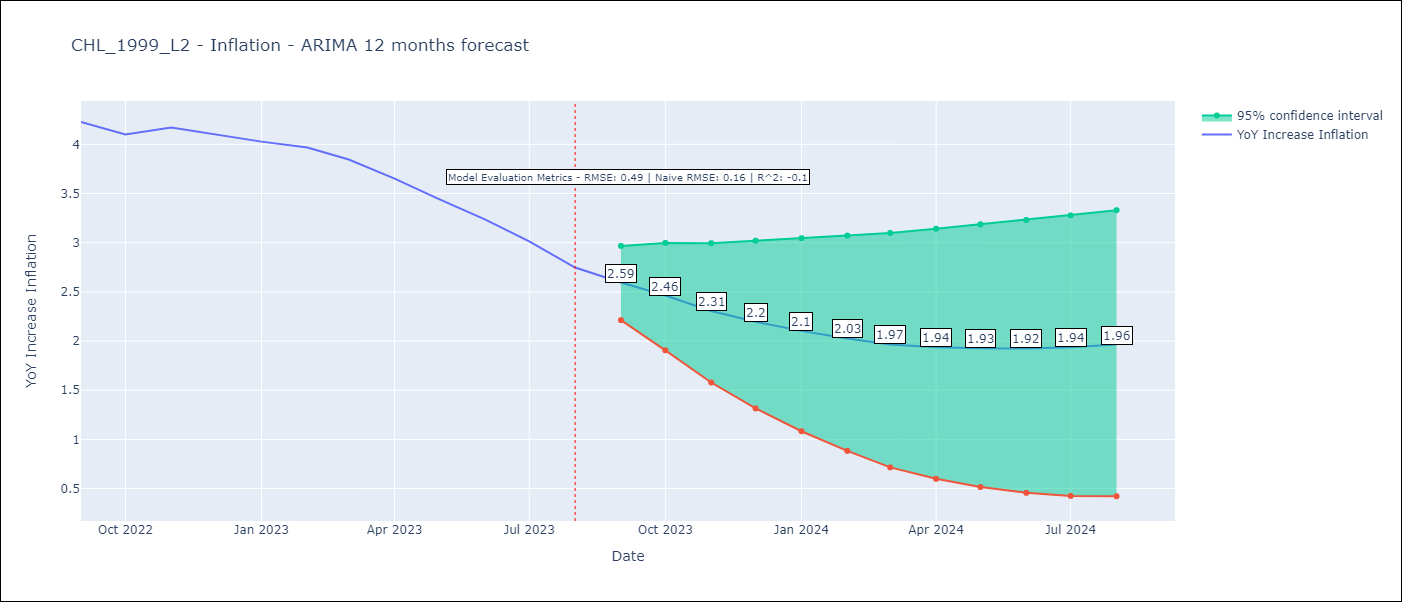 CHL_1999_L2 - Inflation - ARIMA 12 months forecast
95% confidence interval
YoY Increase Inflation
Model Evaluation Metrics - RMSE: 0.49 | Naive RMSE: 0.16 | R^2: -0.1
YoY Increase Inflation
4
3.5
3
2.5
2
1.5
1
0.5
2.59
2.46
2.31
2.2
2.1
2.03
1.97
1.94
1.93
1.92
1.94
1.96
Oct 2022
Jan 2023
Apr 2023
Jul 2023
Oct 2023
Jan 2024
Apr 2024
Jul 2024
Date